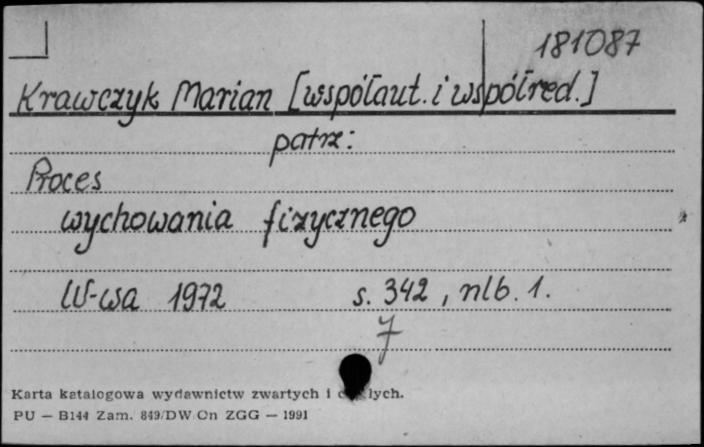 181087
Krawczyk Marian [współaut. i współred.]
patrz:
Proces
wychowania fizycznego
W-wa 1972 s. 342, nlb. 1.
7
Karta katalogowa wydawnictw zwartych i
PU — B144 Zam. 849/DW/On ZGG — 1991